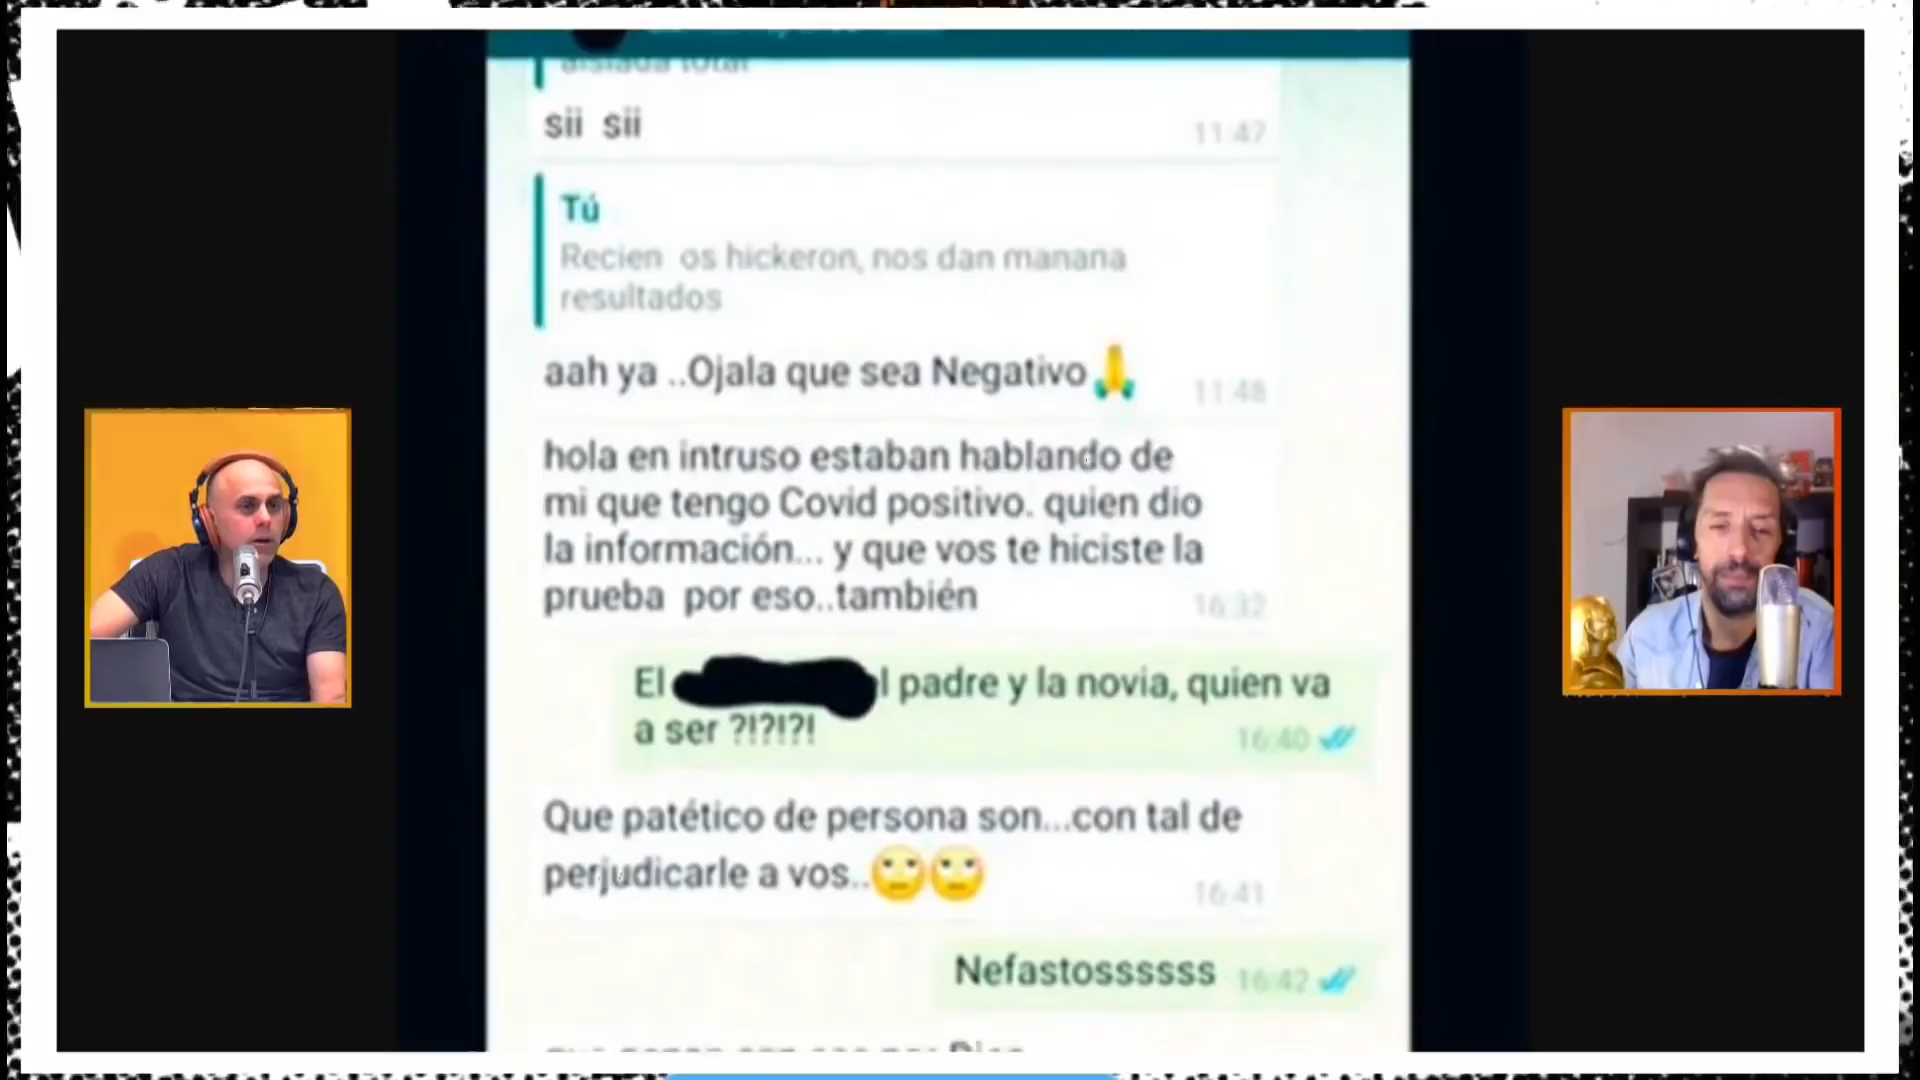 aislada total
sii sii
11:47
Tú
Recien os hickeron, nos dan manana
resultados
aah ya ..Ojala que sea Negativo🙏
11:48
hola en intruso estaban hablando de
mi que tengo Covid positivo. quien dio
la información... y que vos te hiciste la
prueba por eso..también
16:32
El l padre y la novia, quien va
a ser ?!?!?!
16:40
Que patético de persona son...con tal de
perjudicarle a vos..🙄🙄
16:41
Nefastossssss
16:42